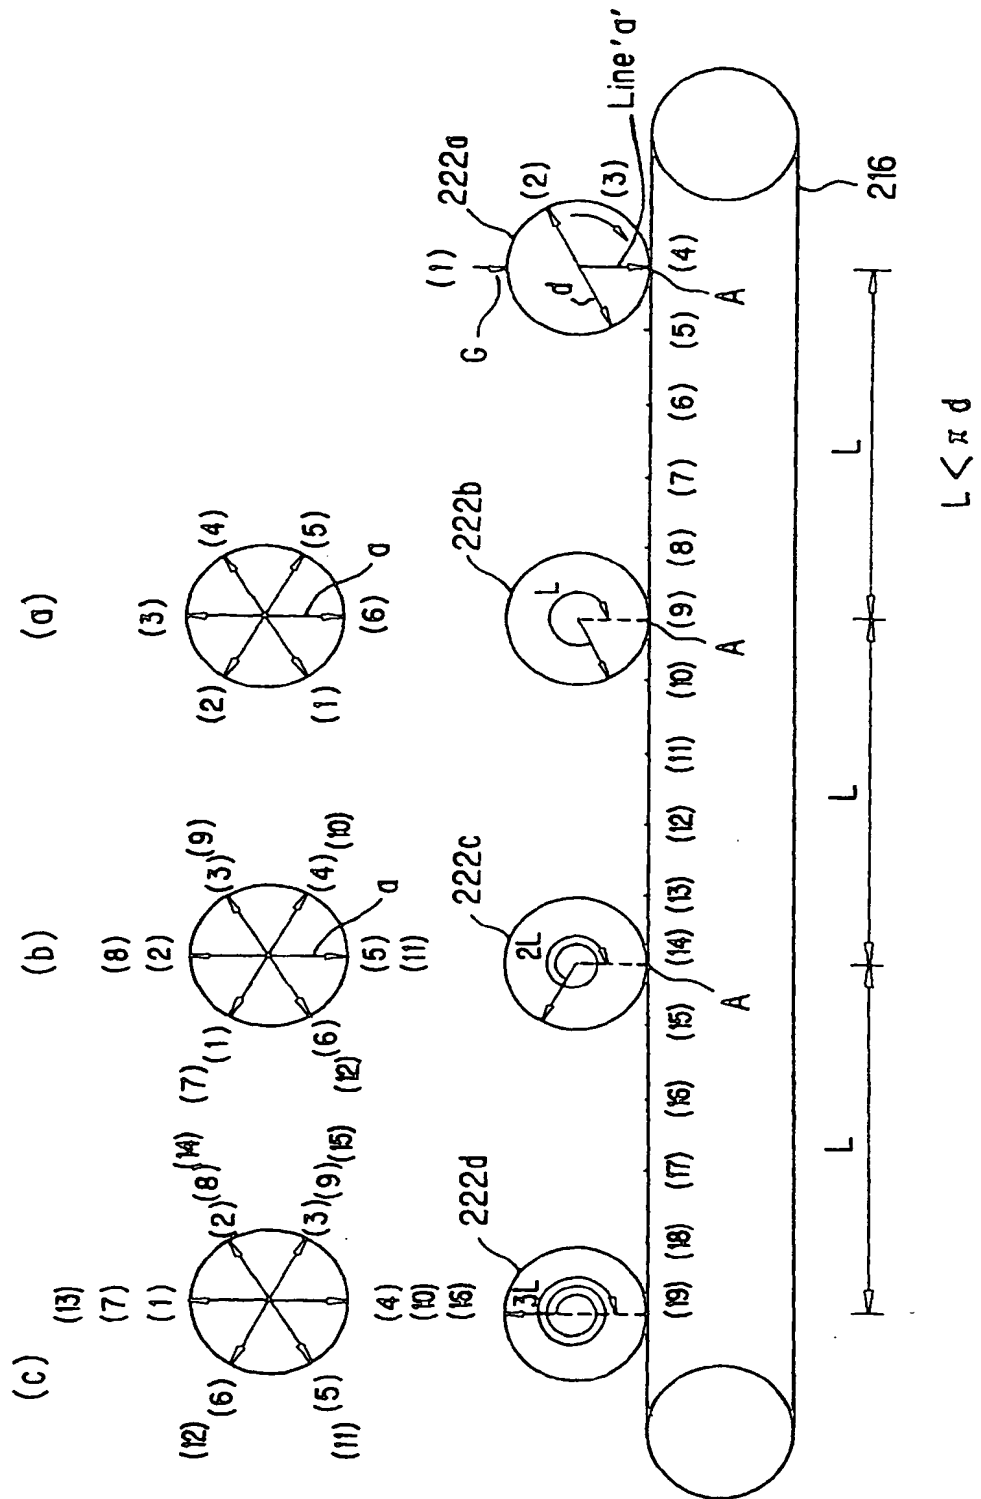 (c)
(12)
(6)
(13)
(7)
(1)
(2)
(8)
(14)
(3)
(9)
(15)
(4)
(10)
(16)
(5)
(11)
222d
3L
(b)
(7)
(1)
(8)
(2)
(9)
(3)
(4)
(10)
a
(5)
(11)
(6)
(12)
222c
2L
A
(a)
(2)
(3)
(4)
(5)
a
(6)
(1)
222b
L
A
(1)
G
222a
(2)
(3)
d
Line 'a'
A
(19)
(18)
(17)
(16)
(15)
(14)
(13)
(12)
(11)
(10)
(9)
(8)
(7)
(6)
(5)
(4)
216
L
L
L
L < π d